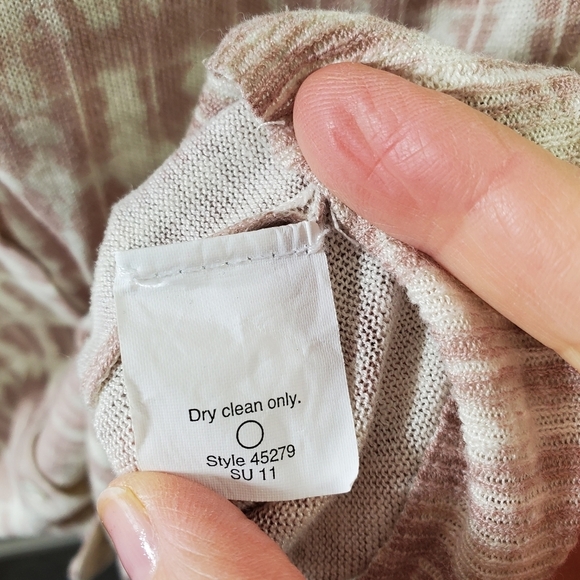 Dry clean only.
Style 45279
SU 11